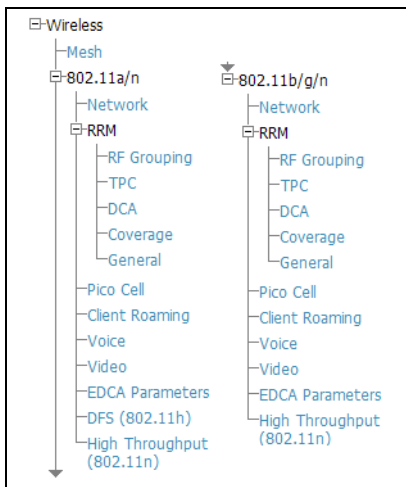 Wireless
Mesh
802.11a/n
Network
RRM
RF Grouping
TPC
DCA
Coverage
General
Pico Cell
Client Roaming
Voice
Video
EDCA Parameters
DFS (802.11h)
High Throughput
(802.11n)
802.11b/g/n
Network
RRM
RF Grouping
TPC
DCA
Coverage
General
Pico Cell
Client Roaming
Voice
Video
EDCA Parameters
High Throughput
(802.11n)